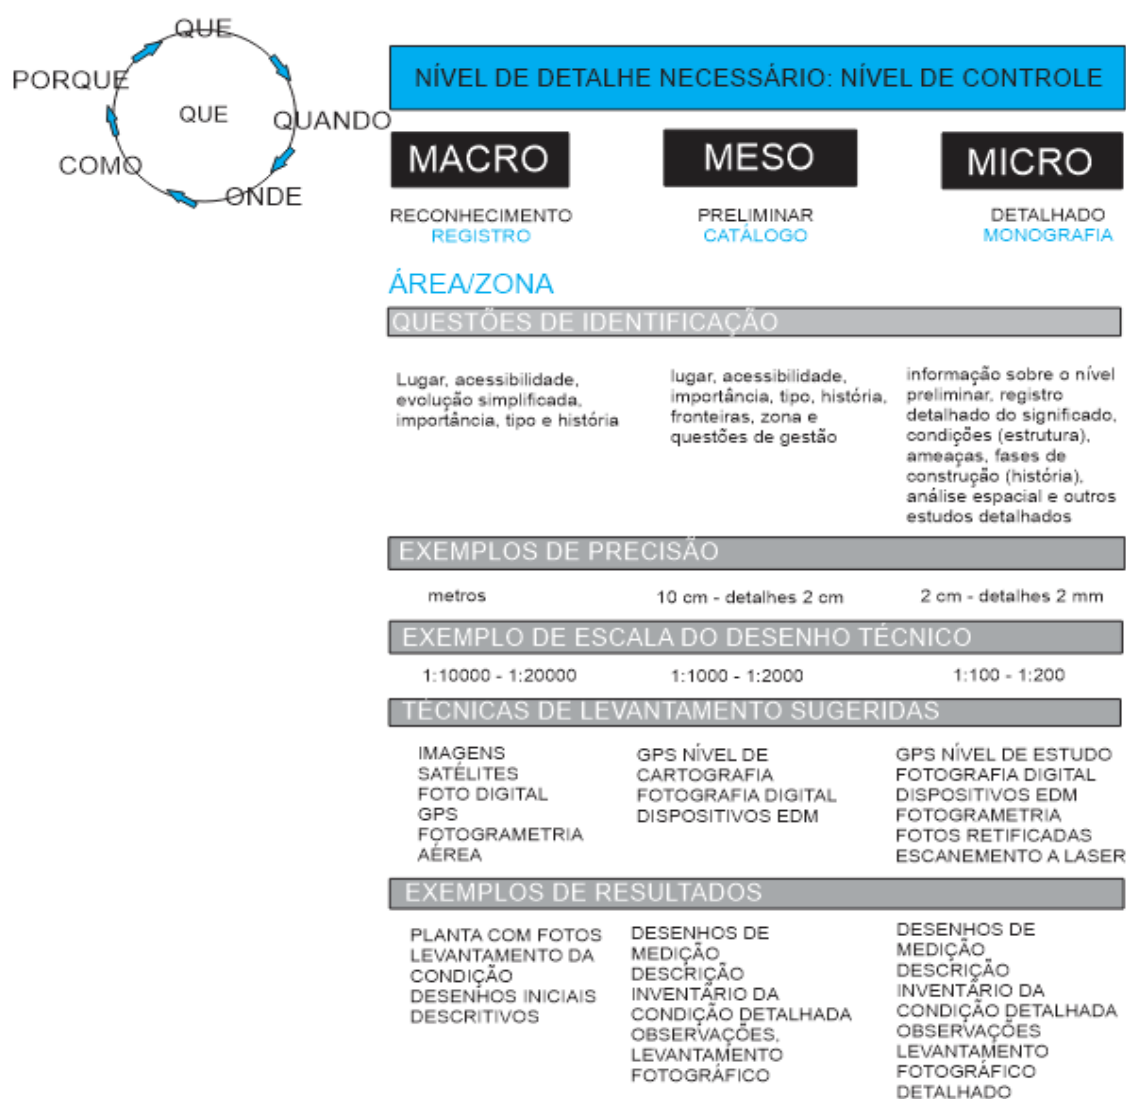 QUE
PORQUE
QUE
QUANDO
COMO
ONDE
NÍVEL DE DETALHE NECESSÁRIO: NÍVEL DE CONTROLE
MACRO
MESO
MICRO
RECONHECIMENTO
REGISTRO
PRELIMINAR
CATÁLOGO
DETALHADO
MONOGRAFIA
ÁREA/ZONA
QUESTÕES DE IDENTIFICAÇÃO
Lugar, acessibilidade,
evolução simplificada,
importância, tipo e história
lugar, acessibilidade,
importância, tipo, história,
fronteiras, zona e
questões de gestão
informação sobre o nível
preliminar, registro
detalhado do significado,
condições (estrutura),
ameaças, fases de
construção (história),
análise espacial e outros
estudos detalhados
EXEMPLOS DE PRECISÃO
metros
10 cm - detalhes 2 cm
2 cm - detalhes 2 mm
EXEMPLO DE ESCALA DO DESENHO TÉCNICO
1:10000 - 1:20000
1:1000 - 1:2000
1:100 - 1:200
TÉCNICAS DE LEVANTAMENTO SUGERIDAS
IMAGENS
SATÉLITES
FOTO DIGITAL
GPS
FOTOGRAMETRIA
AÉREA
GPS NÍVEL DE
CARTOGRAFIA
FOTOGRAFIA DIGITAL
DISPOSITIVOS EDM
GPS NÍVEL DE ESTUDO
FOTOGRAFIA DIGITAL
DISPOSITIVOS EDM
FOTOGRAMETRIA
FOTOS RETIFICADAS
ESCANEMENTO A LASER
EXEMPLOS DE RESULTADOS
PLANTA COM FOTOS
LEVANTAMENTO DA
CONDIÇÃO
DESENHOS INICIAIS
DESCRITIVOS
DESENHOS DE
MEDIÇÃO
DESCRIÇÃO
INVENTÁRIO DA
CONDIÇÃO DETALHADA
OBSERVAÇÕES,
LEVANTAMENTO
FOTOGRÁFICO
DESENHOS DE
MEDIÇÃO
DESCRIÇÃO
INVENTÁRIO DA
CONDIÇÃO DETALHADA
OBSERVAÇÕES
LEVANTAMENTO
FOTOGRÁFICO
DETALHADO